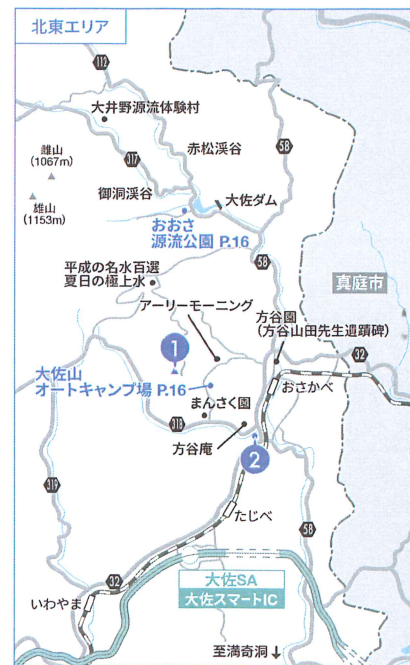 北東エリア
112
大井野源流体験村
58
雌山
(1067m)
317
赤松渓谷
御洞渓谷
雄山
(1153m)
大佐ダム
おおさ
源流公園 P.16
58
平成の名水百選
夏日の極上水
真庭市
アーリーモーニング
方谷園
(方谷山田先生遺蹟碑)
1
32
大佐山
オートキャンプ場 P.16
おさかべ
まんさく園
318
方谷庵
2
319
たじべ
58
32
大佐SA
大佐スマートIC
いわやま
至満奇洞↓